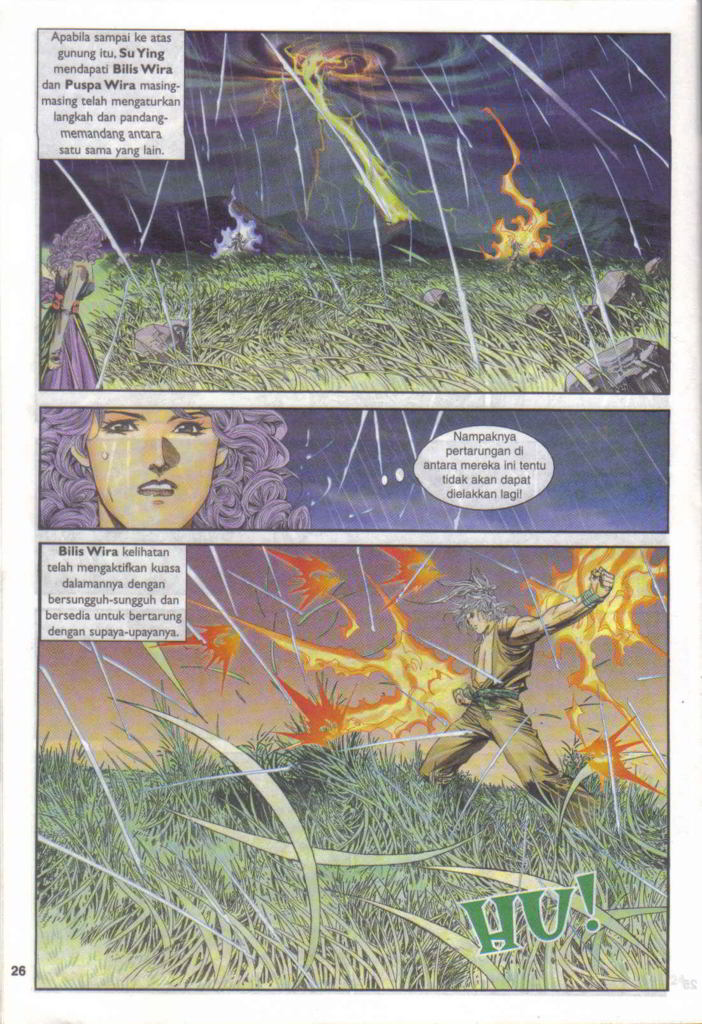 Apabila sampai ke atas
gunung itu, Su Ying
mendapati Bilis Wira
dan Puspa Wira masing-
masing telah mengaturkan
langkah dan pandang-
memandang antara
satu sama yang lain.
Nampaknya
pertarungan di
antara mereka ini tentu
tidak akan dapat
dielakkan lagi!
Bilis Wira kelihatan
telah mengaktifkan kuasa
dalamannya dengan
bersungguh-sungguh dan
bersedia untuk bertarung
dengan supaya-upayanya.
HU!
26